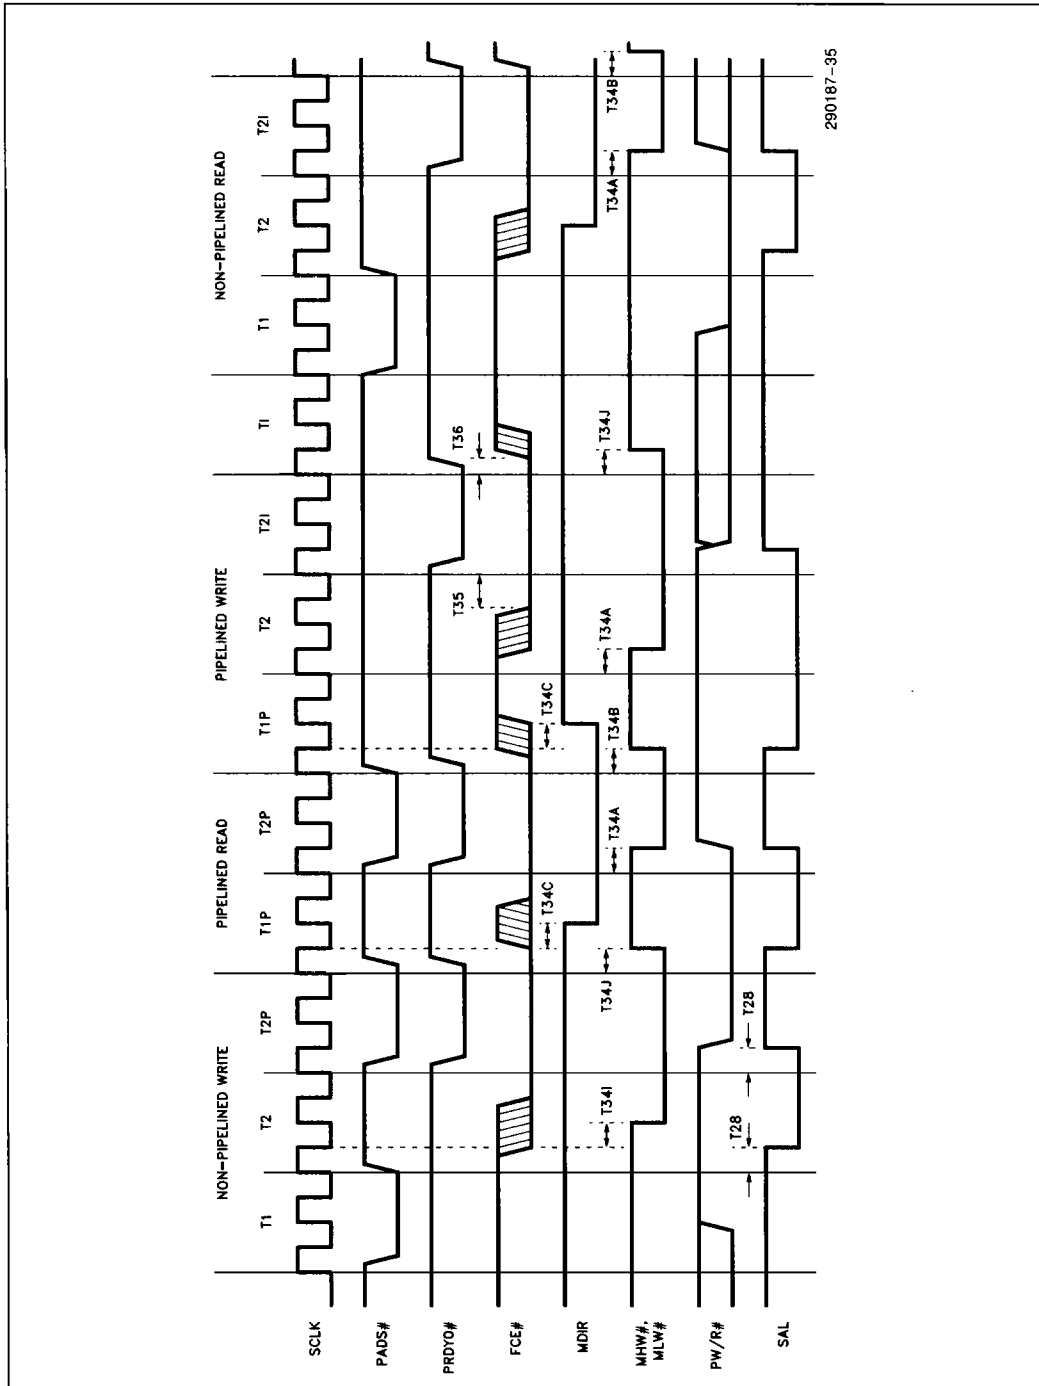 NON-PIPELINED WRITE
PIPELINED READ
PIPELINED WRITE
NON-PIPELINED READ
T1
T2
T2P
T1P
T2P
T1P
T2
T2I
TI
T1
T2
T2I
SCLK
PADS#
PRDYO#
T35
T36
FCE#
T34C
T34C
MDIR
T34I
T34J
T34A
T34B
T34A
T34J
T34A
T34B
MHW#,
MLW#
PW/R#
T28
T28
SAL
290187-35